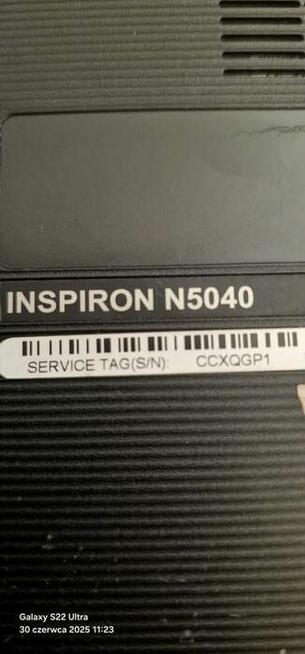 INSPIRON N5040
SERVICE TAG(S/N): CCXQGP1
Galaxy S22 Ultra
30 czerwca 2025 11:23